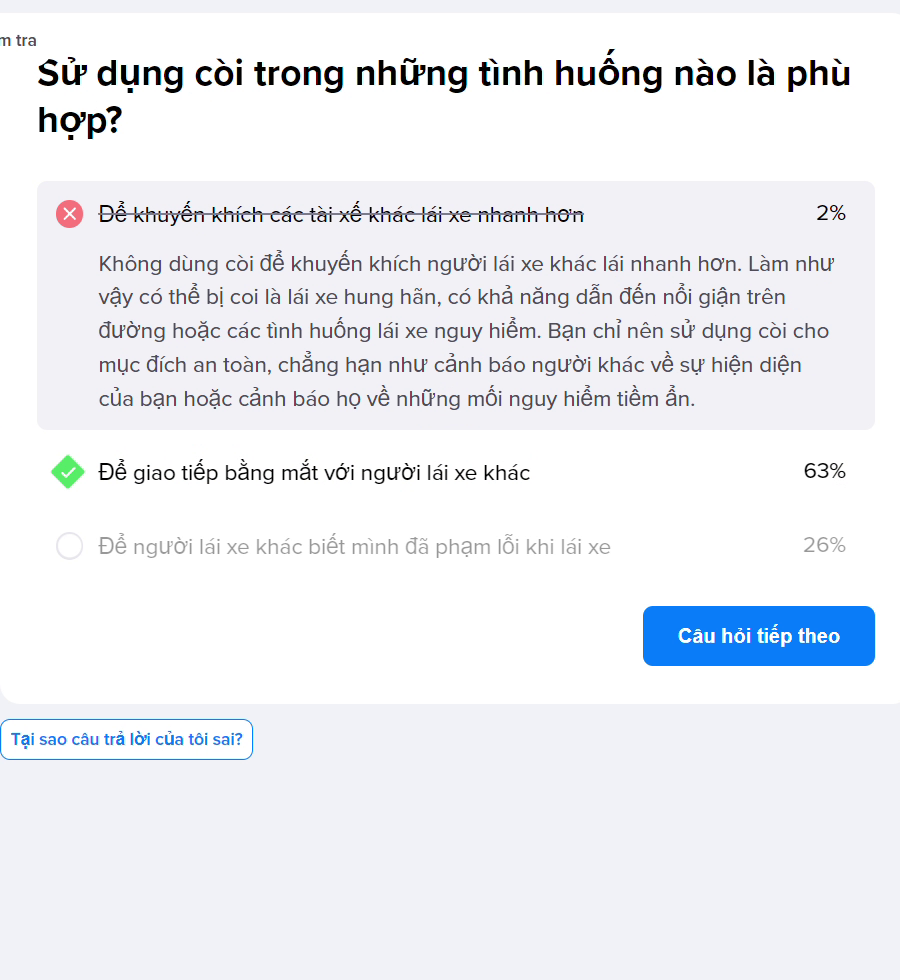 m tra
Sử dụng còi trong những tình huống nào là phù
hợp?
Để khuyến khích các tài xế khác lái xe nhanh hơn 2%
Không dùng còi để khuyến khích người lái xe khác lái nhanh hơn. Làm như
vậy có thể bị coi là lái xe hung hãn, có khả năng dẫn đến nổi giận trên
đường hoặc các tình huống lái xe nguy hiểm. Bạn chỉ nên sử dụng còi cho
mục đích an toàn, chẳng hạn như cảnh báo người khác về sự hiện diện
của bạn hoặc cảnh báo họ về những mối nguy hiểm tiềm ẩn.
Để giao tiếp bằng mắt với người lái xe khác 63%
Để người lái xe khác biết mình đã phạm lỗi khi lái xe 26%
Câu hỏi tiếp theo
Tại sao câu trả lời của tôi sai?